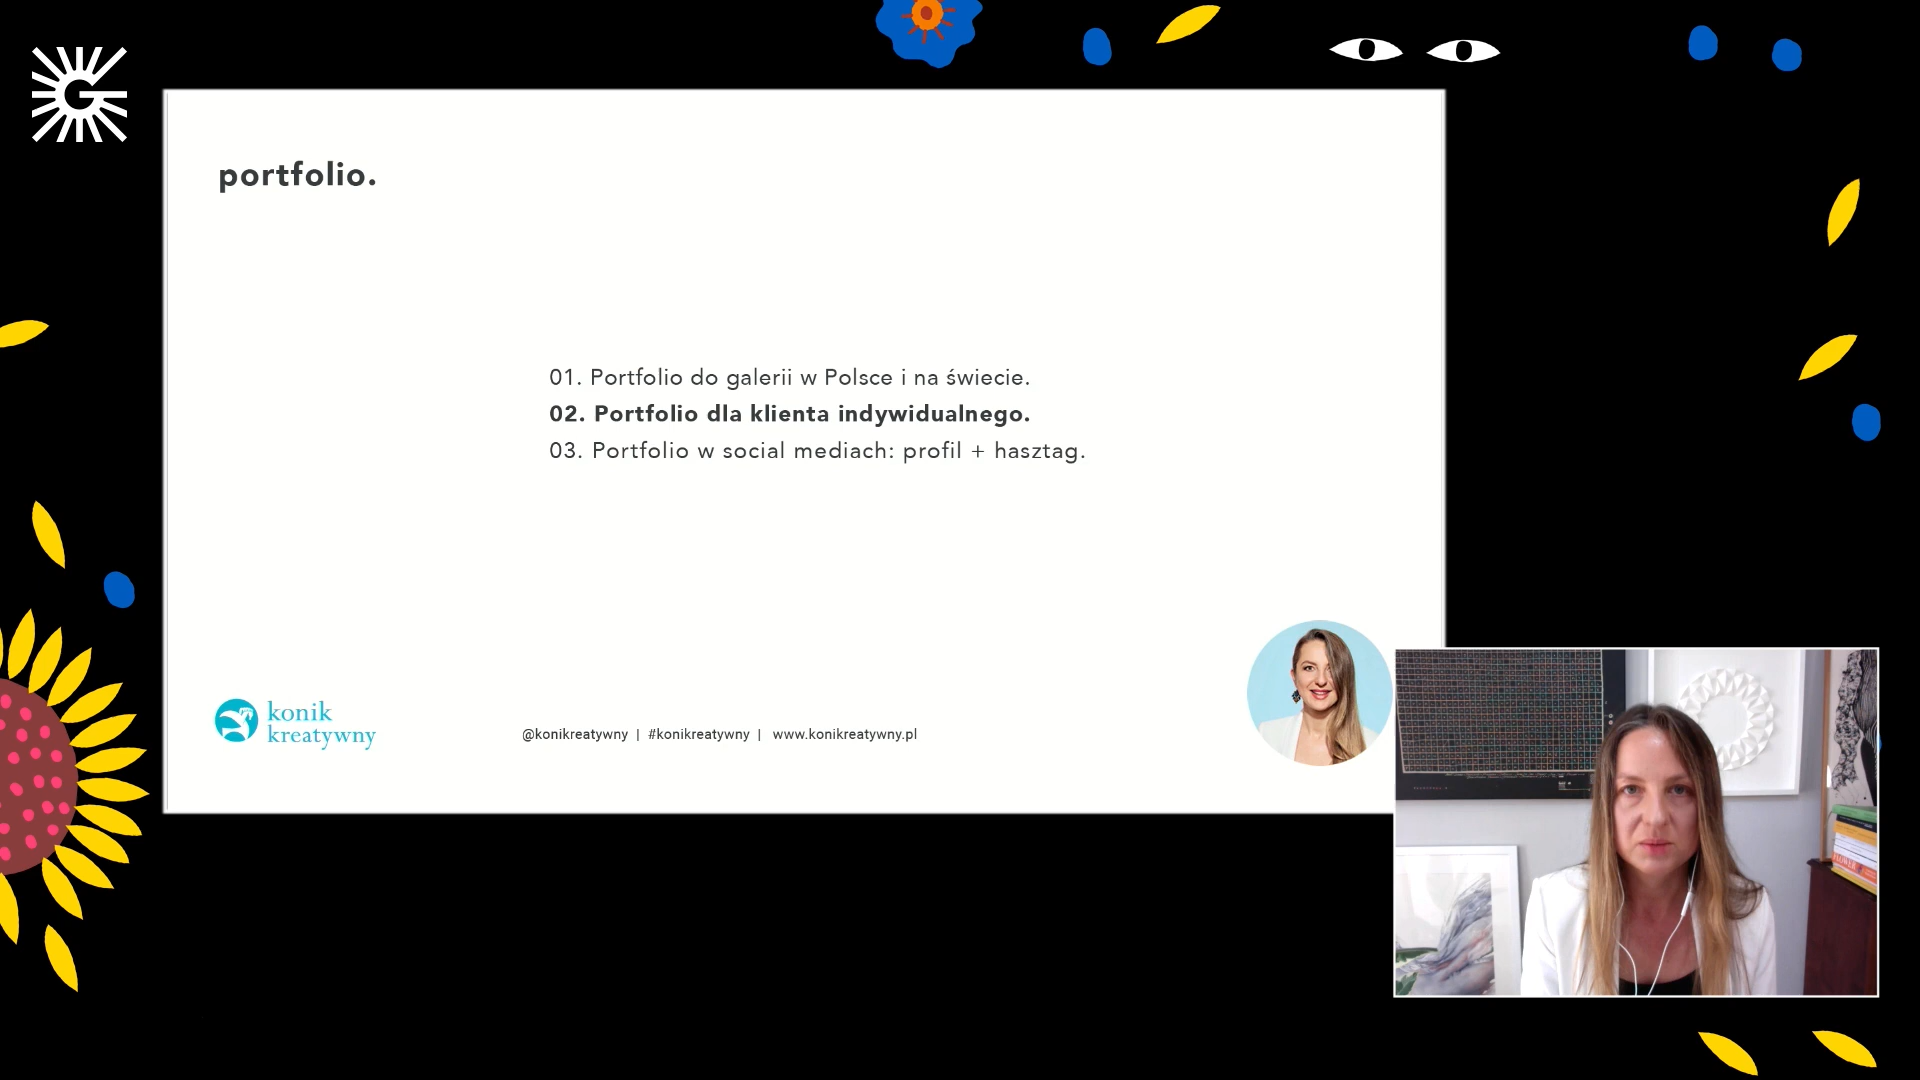 portfolio.
01. Portfolio do galerii w Polsce i na świecie.
02. Portfolio dla klienta indywidualnego.
03. Portfolio w social mediach: profil + hasztag.
konik
kreatywny
@konikreatywny | #konikreatywny | www.konikreatywny.pl
FLOWER